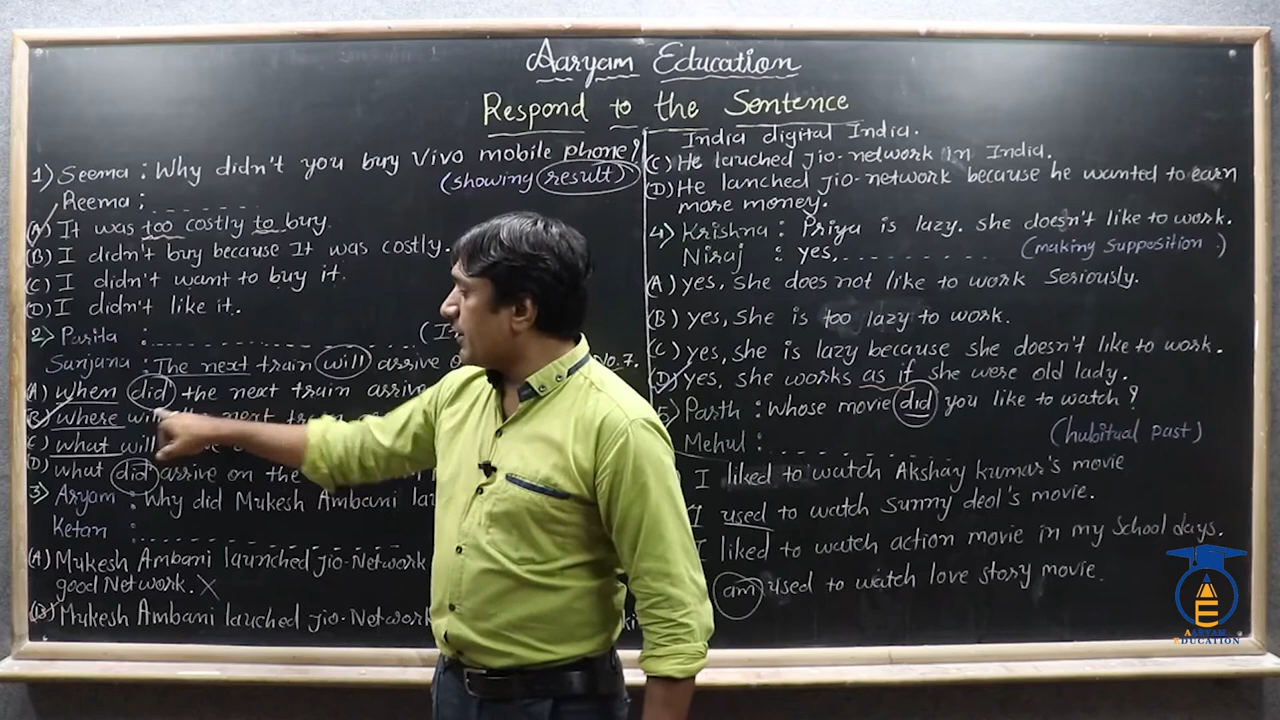 Aaryam Education
Respond to the Sentence
1) Seema : Why didn't you buy Vivo mobile phone?
(showing result)
Reema :
(A) It was too costly to buy.
(B) I didn't buy because It was costly.
(C) I didn't want to buy it.
(D) I didn't like it.
2) Parita :
Sanjana : The next train will arrive
No.7.
(A) When did the next train arrive
(B) where will next train
(C) what will
(D) what did arrive on the
3) Aryam : Why did Mukesh Ambani
Ketan :
(A) Mukesh Ambani launched jio-Network
good Network. X
(B) Mukesh Ambani lauched jio-Network
India digital India.
(C) He lauched jio-network in India.
(D) He lanched jio-network because he wanted to earn
more money.
4) Krishna : Priya is lazy. she doesn't like to work.
Niraj : yes, (making supposition)
(A) yes, she does not like to work Seriously.
(B) yes, she is too lazy to work.
(C) yes, she is lazy because she doesn't like to work.
(D) yes, she works as if she were old lady.
5) Parth : Whose movie did you like to watch?
Mehul :
(hubitual past)
I liked to watch Akshay kumar's movie
I used to watch sunny deol's movie.
I liked to watch action movie in my School days.
am used to watch love story movie.
AARYAM
EDUCATION